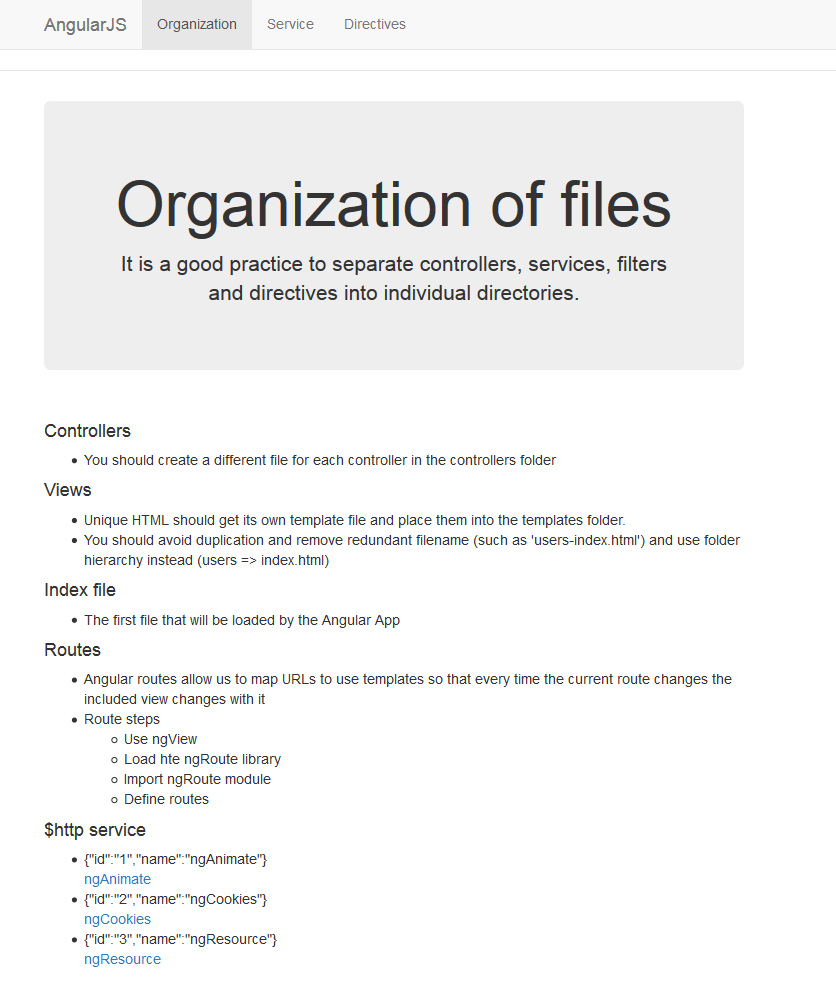 AngularJS Organization Service Directives
Organization of files
It is a good practice to separate controllers, services, filters
and directives into individual directories.
Controllers
You should create a different file for each controller in the controllers folder
Views
Unique HTML should get its own template file and place them into the templates folder.
You should avoid duplication and remove redundant filename (such as 'users-index.html') and use folder
hierarchy instead (users => index.html)
Index file
The first file that will be loaded by the Angular App
Routes
Angular routes allow us to map URLs to use templates so that every time the current route changes the
included view changes with it
Route steps
Use ngView
Load hte ngRoute library
Import ngRoute module
Define routes
$http service
{"id":"1","name":"ngAnimate"}
ngAnimate
{"id":"2","name":"ngCookies"}
ngCookies
{"id":"3","name":"ngResource"}
ngResource